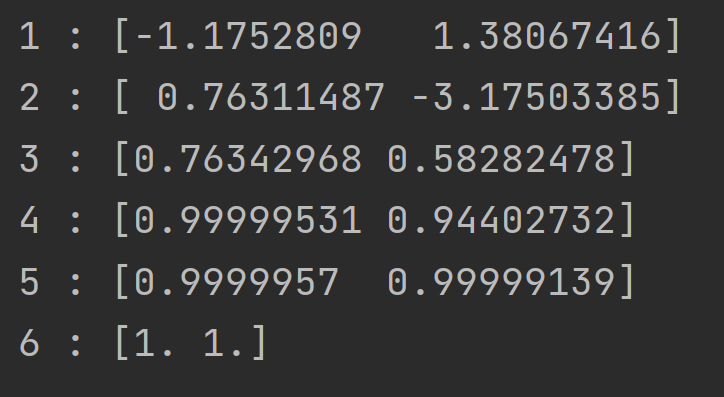 1 : [-1.1752809   1.38067416]
2 : [ 0.76311487 -3.17503385]
3 : [0.76342968 0.58282478]
4 : [0.99999531 0.94402732]
5 : [0.9999957  0.99999139]
6 : [1. 1.]